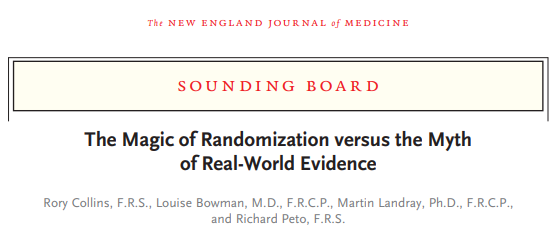 The NEW ENGLAND JOURNAL of MEDICINE
SOUNDING BOARD
The Magic of Randomization versus the Myth
of Real-World Evidence
Rory Collins, F.R.S., Louise Bowman, M.D., F.R.C.P., Martin Landray, Ph.D., F.R.C.P.,
and Richard Peto, F.R.S.